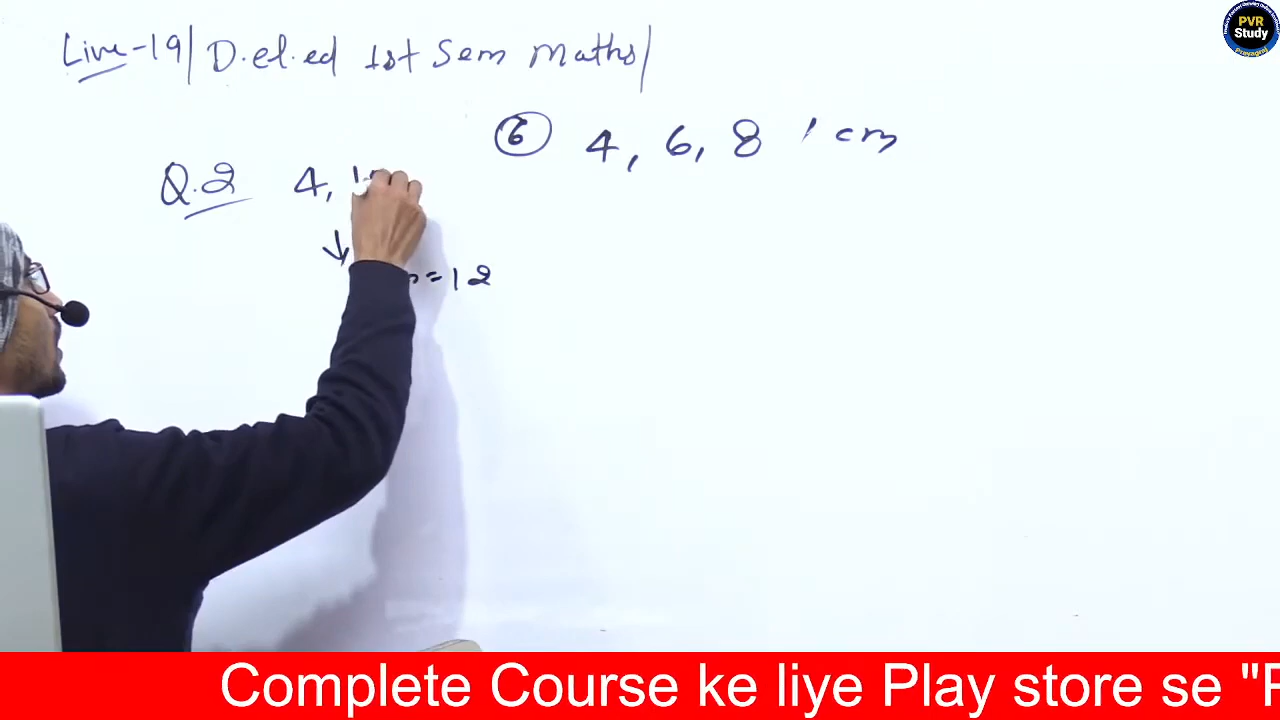 Live-19| D.el.ed 1st Sem Maths|
PVR
Study
Prayagraj
⑥ 4, 6, 8 , cm
Q.2 4,
↓
= 12
Complete Course ke liye Play store se "P